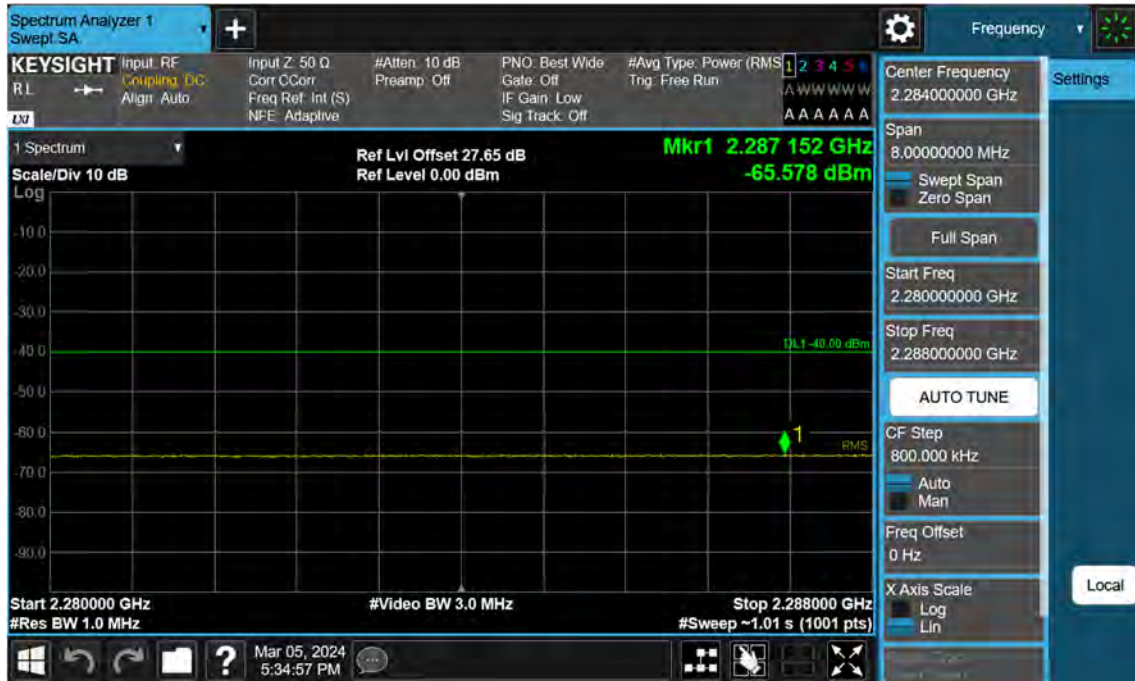 Spectrum Analyzer 1
Swept SA
Frequency
KEYSIGHT
RL
LXI
Input: RF
Coupling: DC
Align: Auto
Input Z: 50 Ω
Corr CCorr
Freq Ref: Int (S)
NFE: Adaptive
#Atten: 10 dB
Preamp: Off
PNO: Best Wide
Gate: Off
IF Gain: Low
Sig Track: Off
#Avg Type: Power (RMS
Trig: Free Run
1 2 3 4 5 6
A W W W W W
A A A A A A
1 Spectrum
Scale/Div 10 dB
Log
Ref Lvl Offset 27.65 dB
Ref Level 0.00 dBm
Mkr1 2.287 152 GHz
-65.578 dBm
-10.0
-20.0
-30.0
-40.0
DL1 -40.00 dBm
-50.0
-60.0
1
RMS
-70.0
-80.0
-90.0
Start 2.280000 GHz
#Res BW 1.0 MHz
#Video BW 3.0 MHz
Stop 2.288000 GHz
#Sweep ~1.01 s (1001 pts)
Center Frequency
2.284000000 GHz
Span
8.00000000 MHz
Swept Span
Zero Span
Full Span
Start Freq
2.280000000 GHz
Stop Freq
2.288000000 GHz
AUTO TUNE
CF Step
800.000 kHz
Auto
Man
Freq Offset
0 Hz
X Axis Scale
Log
Lin
Settings
Local
?
Mar 05, 2024
5:34:57 PM